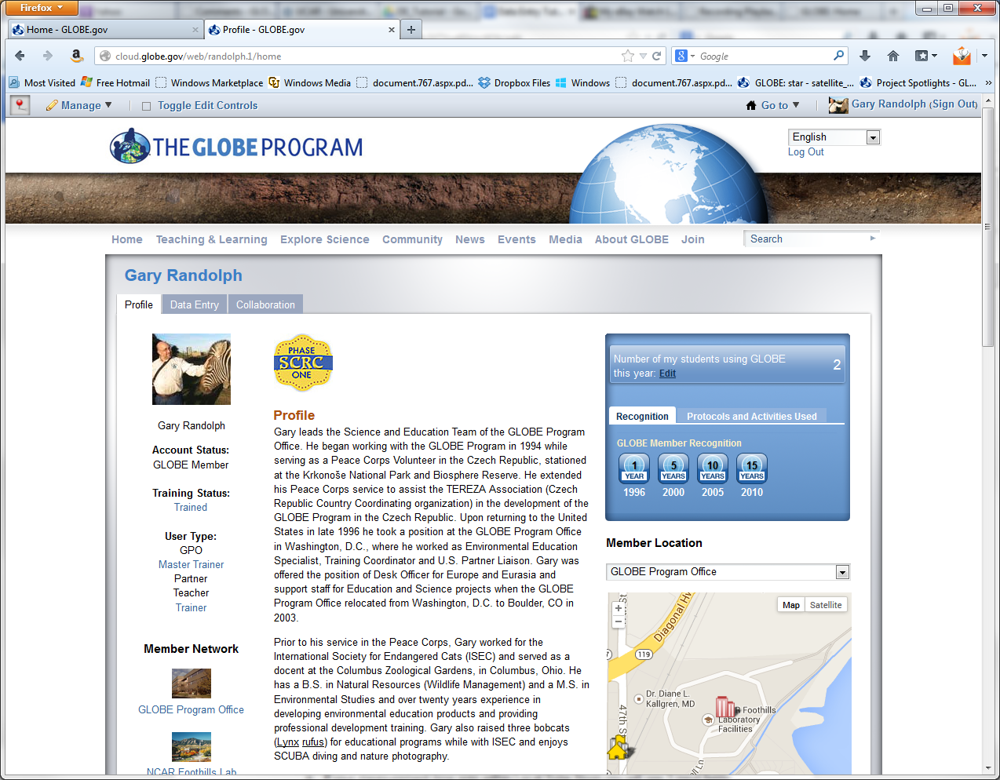 Firefox
Home - GLOBE.gov
Profile - GLOBE.gov
cloud.globe.gov/web/randolph.1/home
Google
Most Visited
Free Hotmail
Windows Marketplace
Windows Media
document.767.aspx.pd...
Dropbox Files
Windows
document.767.aspx.pd...
GLOBE: star - satellite_...
Project Spotlights - GL...
»
Manage
Toggle Edit Controls
Go to
Gary Randolph (Sign Out)
THE GLOBE PROGRAM
English
Log Out
Home
Teaching & Learning
Explore Science
Community
News
Events
Media
About GLOBE
Join
Search
Gary Randolph
Profile
Data Entry
Collaboration
Gary Randolph
Account Status:
GLOBE Member
Training Status:
Trained
User Type:
GPO
Master Trainer
Partner
Teacher
Trainer
Member Network
GLOBE Program Office
NCAR Foothills Lab
PHASE
SCRC
ONE
Profile
Gary leads the Science and Education Team of the GLOBE Program
Office. He began working with the GLOBE Program in 1994 while
serving as a Peace Corps Volunteer in the Czech Republic, stationed
at the Krkonoše National Park and Biosphere Reserve. He extended
his Peace Corps service to assist the TEREZA Association (Czech
Republic Country Coordinating organization) in the development of the
GLOBE Program in the Czech Republic. Upon returning to the United
States in late 1996 he took a position at the GLOBE Program Office
in Washington, D.C., where he worked as Environmental Education
Specialist, Training Coordinator and U.S. Partner Liaison. Gary was
offered the position of Desk Officer for Europe and Eurasia and
support staff for Education and Science projects when the GLOBE
Program Office relocated from Washington, D.C. to Boulder, CO in
2003.
Prior to his service in the Peace Corps, Gary worked for the
International Society for Endangered Cats (ISEC) and served as a
docent at the Columbus Zoological Gardens, in Columbus, Ohio. He
has a B.S. in Natural Resources (Wildlife Management) and a M.S. in
Environmental Studies and over twenty years experience in
developing environmental education products and providing
professional development training. Gary also raised three bobcats
(Lynx rufus) for educational programs while with ISEC and enjoys
SCUBA diving and nature photography.
Number of my students using GLOBE
this year: Edit
2
Recognition
Protocols and Activities Used
GLOBE Member Recognition
1 YEAR
5 YEARS
10 YEARS
15 YEARS
1996
2000
2005
2010
Member Location
GLOBE Program Office
Map
Satellite
+
−
Diagonal Hw
119
Dr. Diane L.
Kallgren, MD
Foothills
Laboratory
Facilities
47th St